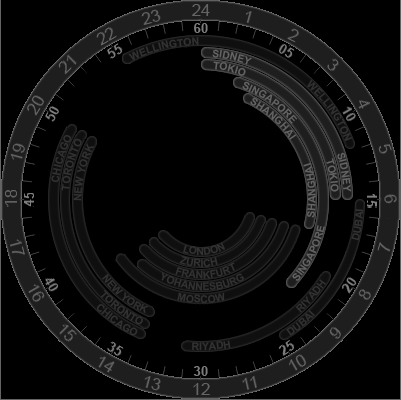 24
1
2
3
4
5
6
7
8
9
10
11
12
13
14
15
16
17
18
19
20
21
22
23
60
05
10
15
20
25
30
35
40
45
50
55
WELLINGTON
WELLINGTON
SIDNEY
SIDNEY
TOKIO
TOKIO
SINGAPORE
SINGAPORE
SHANGHAI
SHANGHAI
DUBAI
DUBAI
RIYADH
RIYADH
CHICAGO
TORONTO
NEW YORK
NEW YORK
TORONTO
CHICAGO
LONDON
ZURICH
FRANKFURT
YOHANNESBURG
MOSCOW